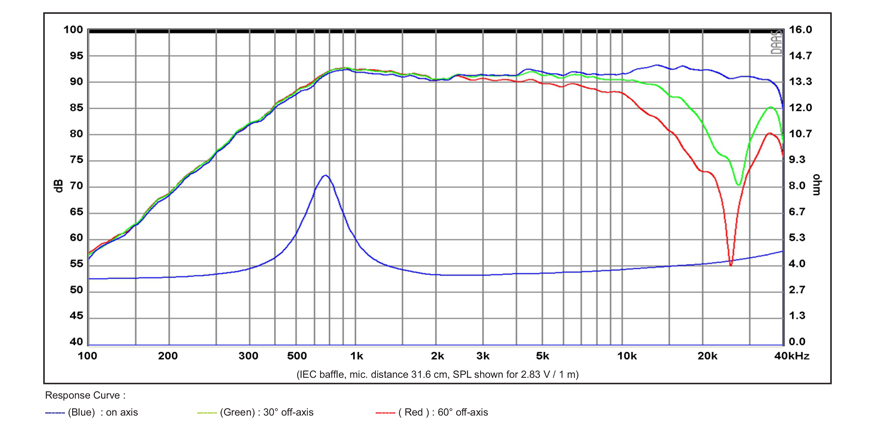 100 16.0
DAAS
95 14.7
90 13.3
85 12.0
80 10.7
75 9.3
dB 70 8.0 ohm
65 6.7
60 5.3
55 4.0
50 2.7
45 1.3
40 0.0
100 200 300 500 1k 2k 3k 5k 10k 20k 40kHz
(IEC baffle, mic. distance 31.6 cm, SPL shown for 2.83 V / 1 m)
Response Curve :
(Blue) : on axis (Green) : 30° off-axis ( Red ) : 60° off-axis